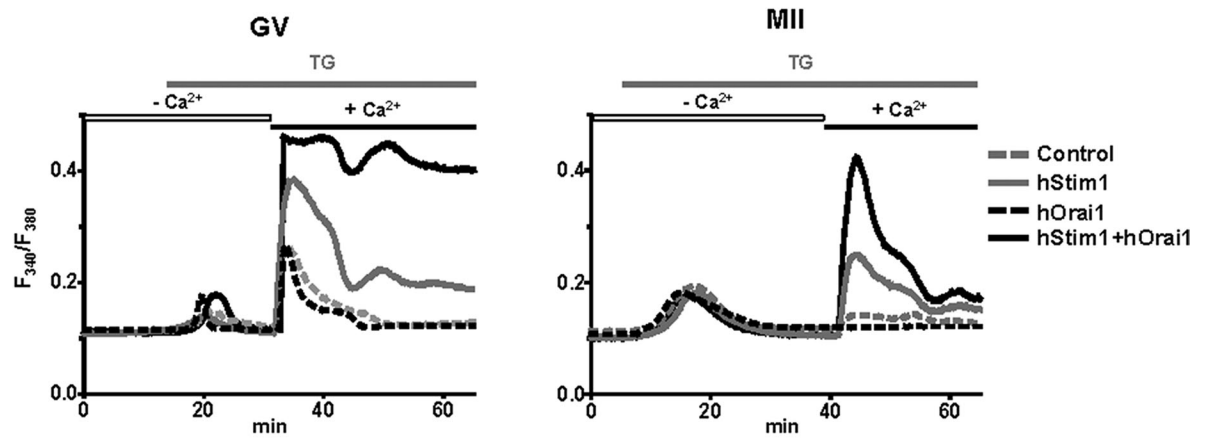 GV
TG
- Ca²⁺
+ Ca²⁺
F340/F380
0.4
0.2
0.0
0
20
40
60
min
MII
TG
- Ca²⁺
+ Ca²⁺
0.4
0.2
0.0
0
20
40
60
min
Control
hStim1
hOrai1
hStim1+hOrai1